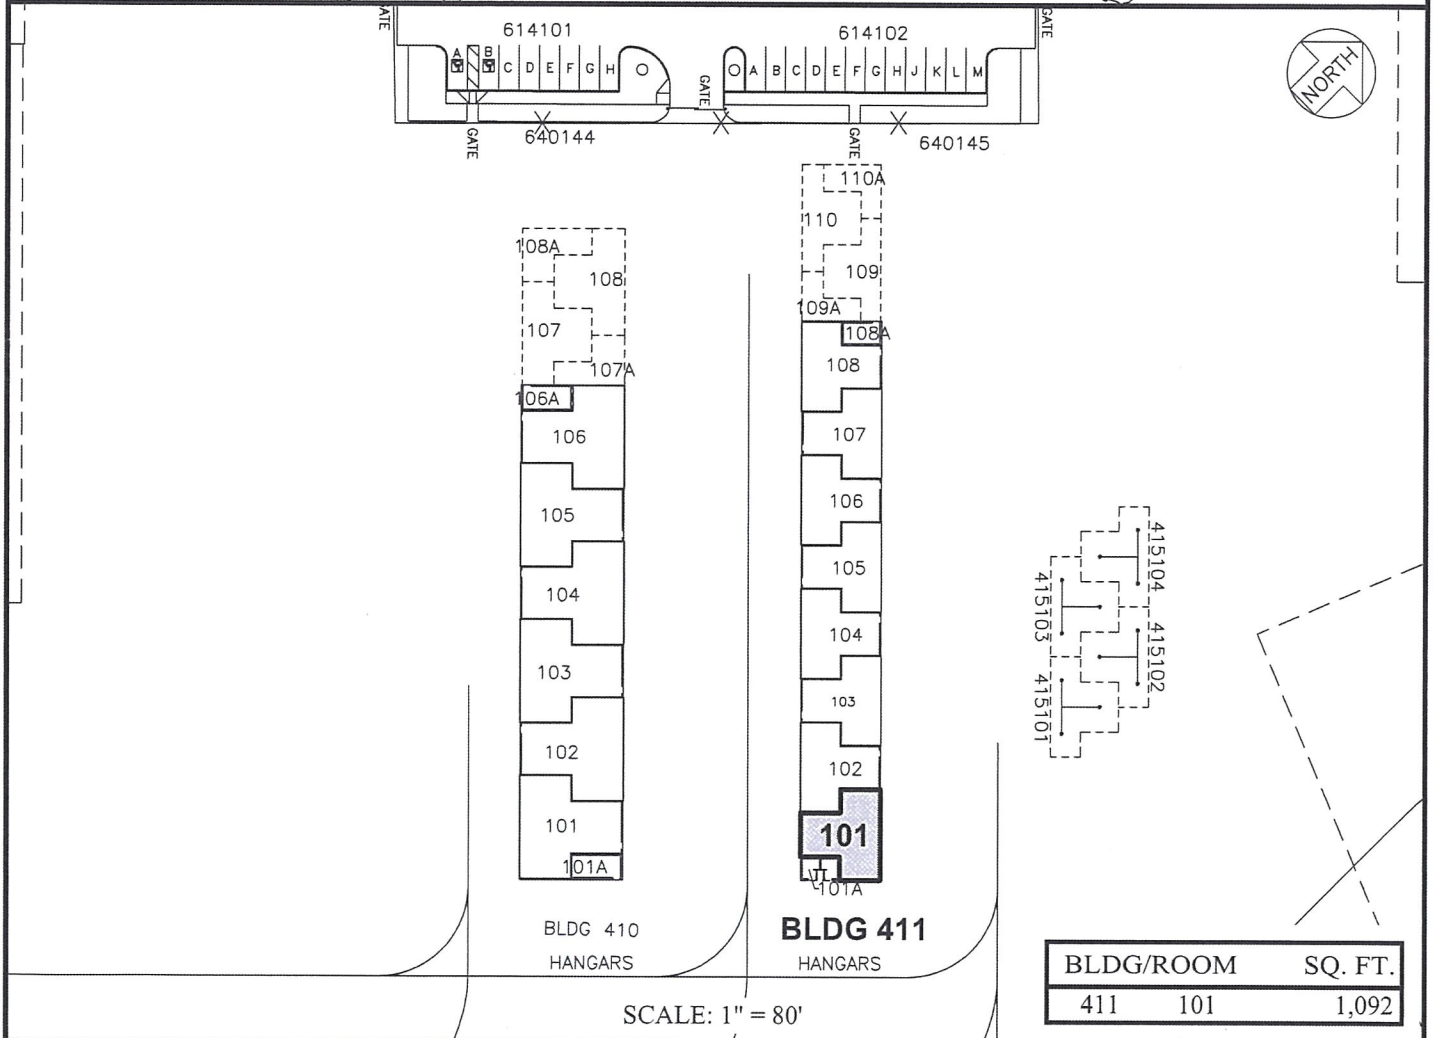 GATE
GATE
614101
614102
A B C D E F G H
A B C D E F G H J K L M
GATE
NORTH
640144
640145
GATE
GATE
110A
110
108A
108
109
109A
107
108A
107A
108
106A
106
107
105
106
104
105
103
104
102
103
101
102
101A
101
101A
415104
415103
415102
415101
BLDG 410
BLDG 411
HANGARS
HANGARS
BLDG/ROOM SQ. FT.
411 101 1,092
SCALE: 1" = 80'